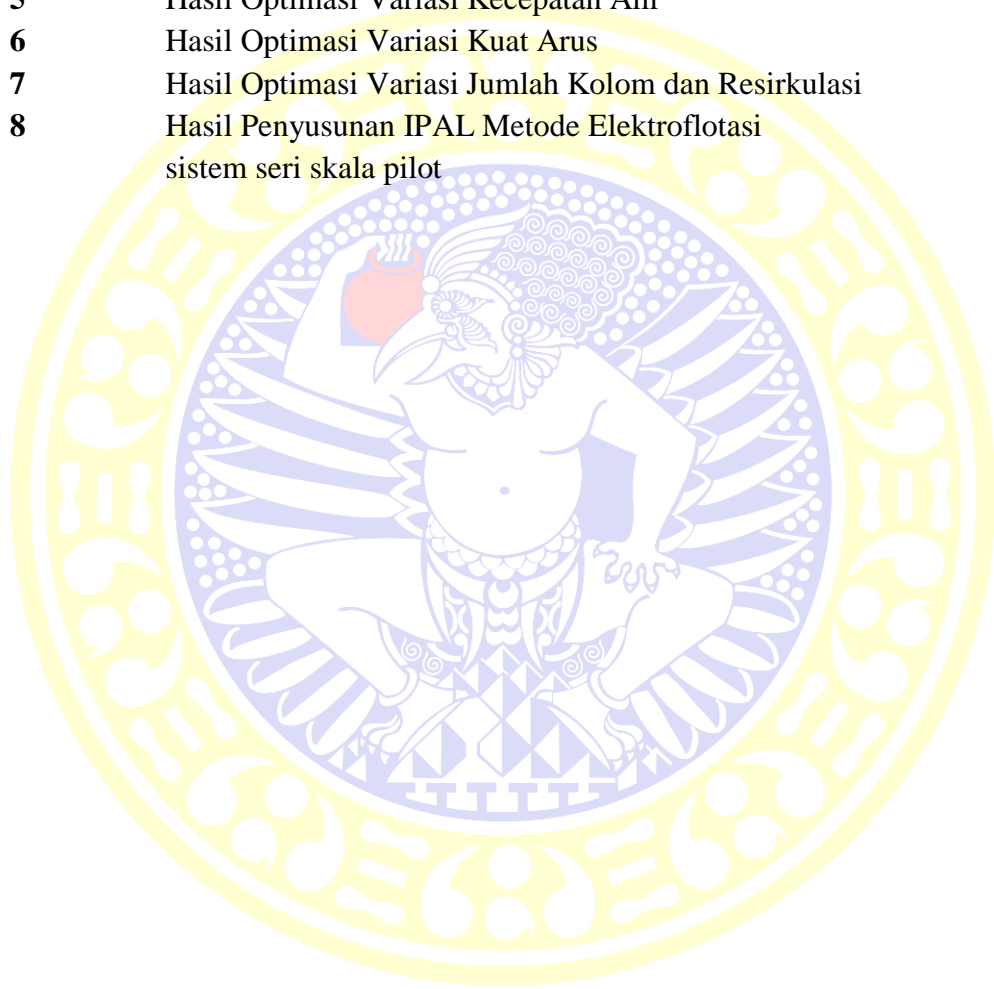 5 Hasil Optimasi Variasi Kecepatan Alir
6 Hasil Optimasi Variasi Kuat Arus
7 Hasil Optimasi Variasi Jumlah Kolom dan Resirkulasi
8 Hasil Penyusunan IPAL Metode Elektroflotasi
sistem seri skala pilot